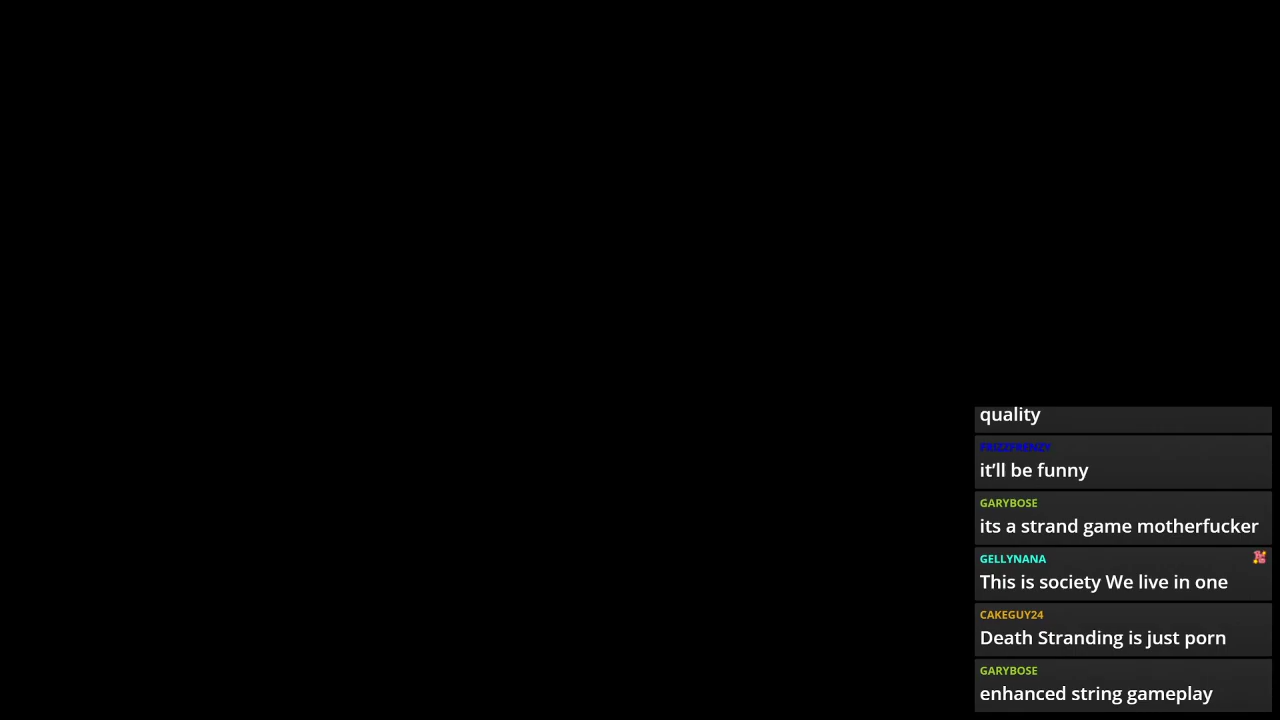 quality
FRIZZFRENZY
it'll be funny
GARYBOSE
its a strand game motherfucker
GELLYNANA
This is society We live in one
CAKEGUY24
Death Stranding is just porn
GARYBOSE
enhanced string gameplay